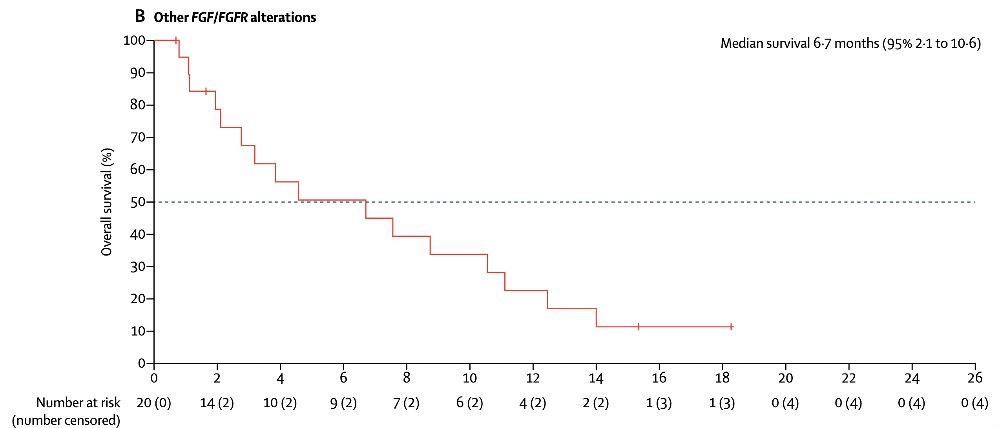 B Other FGF/FGFR alterations
Median survival 6·7 months (95% 2·1 to 10·6)
Overall survival (%)
100
90
80
70
60
50
40
30
20
10
0
0 2 4 6 8 10 12 14 16 18 20 22 24 26
Number at risk 20 (0) 14 (2) 10 (2) 9 (2) 7 (2) 6 (2) 4 (2) 2 (2) 1 (3) 1 (3) 0 (4) 0 (4) 0 (4) 0 (4)
(number censored)